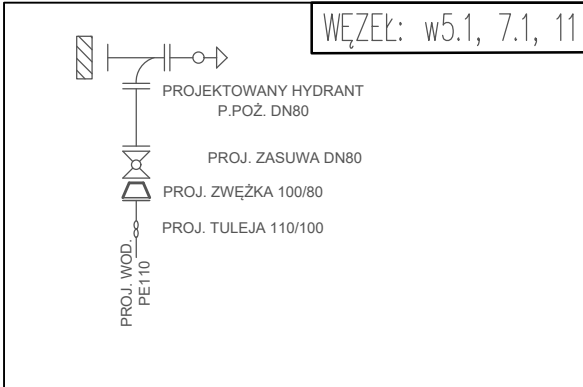 WĘZEŁ: w5.1, 7.1, 11
PROJEKTOWANY HYDRANT
P.POŻ. DN80
PROJ. ZASUWA DN80
PROJ. ZWĘŻKA 100/80
PROJ. TULEJA 110/100
PROJ. WOD.
PE110